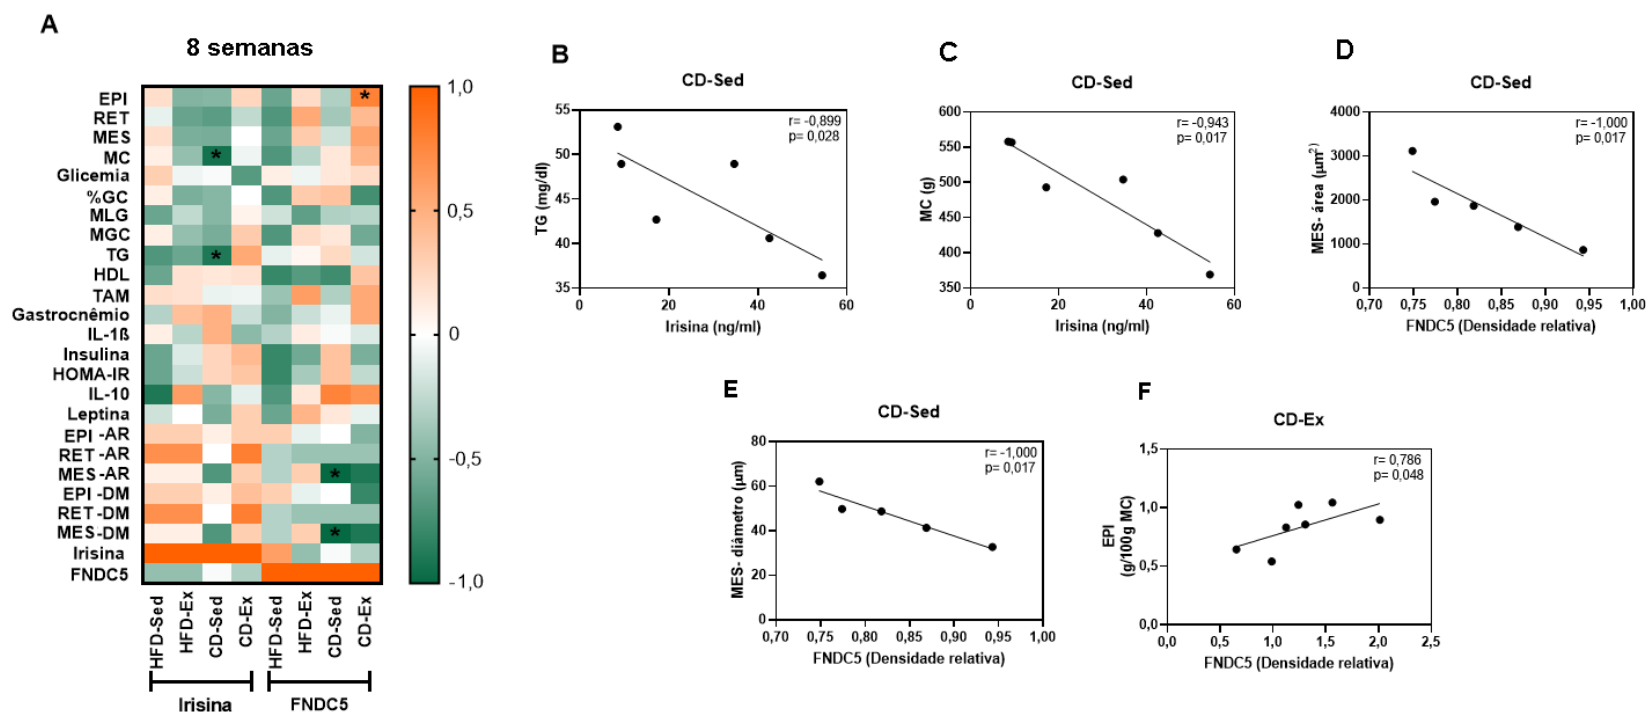 A
8 semanas
EPI
RET
MES
MC
Glicemia
%GC
MLG
MGC
TG
HDL
TAM
Gastrocnêmio
IL-1ß
Insulina
HOMA-IR
IL-10
Leptina
EPI -AR
RET -AR
MES -AR
EPI -DM
RET -DM
MES -DM
Irisina
FNDC5
*
*
*
*
*
1,0
0,5
0
-0,5
-1,0
HFD-Sed
HFD-Ex
CD-Sed
CD-Ex
HFD-Sed
HFD-Ex
CD-Sed
CD-Ex
Irisina
FNDC5
B
CD-Sed
r= -0,899
p= 0,028
TG (mg/dl)
55
50
45
40
35
0 20 40 60
Irisina (ng/ml)
C
CD-Sed
r= -0,943
p= 0,017
MC (g)
600
550
500
450
400
350
0 20 40 60
Irisina (ng/ml)
D
CD-Sed
r= -1,000
p= 0,017
MES- área (µm²)
4000
3000
2000
1000
0
0,70 0,75 0,80 0,85 0,90 0,95 1,00
FNDC5 (Densidade relativa)
E
CD-Sed
r= -1,000
p= 0,017
MES- diámetro (µm)
80
60
40
20
0
0,70 0,75 0,80 0,85 0,90 0,95 1,00
FNDC5 (Densidade relativa)
F
CD-Ex
r= 0,786
p= 0,048
EPI
(g/100g MC)
1,5
1,0
0,5
0,0
0,0 0,5 1,0 1,5 2,0 2,5
FNDC5 (Densidade relativa)